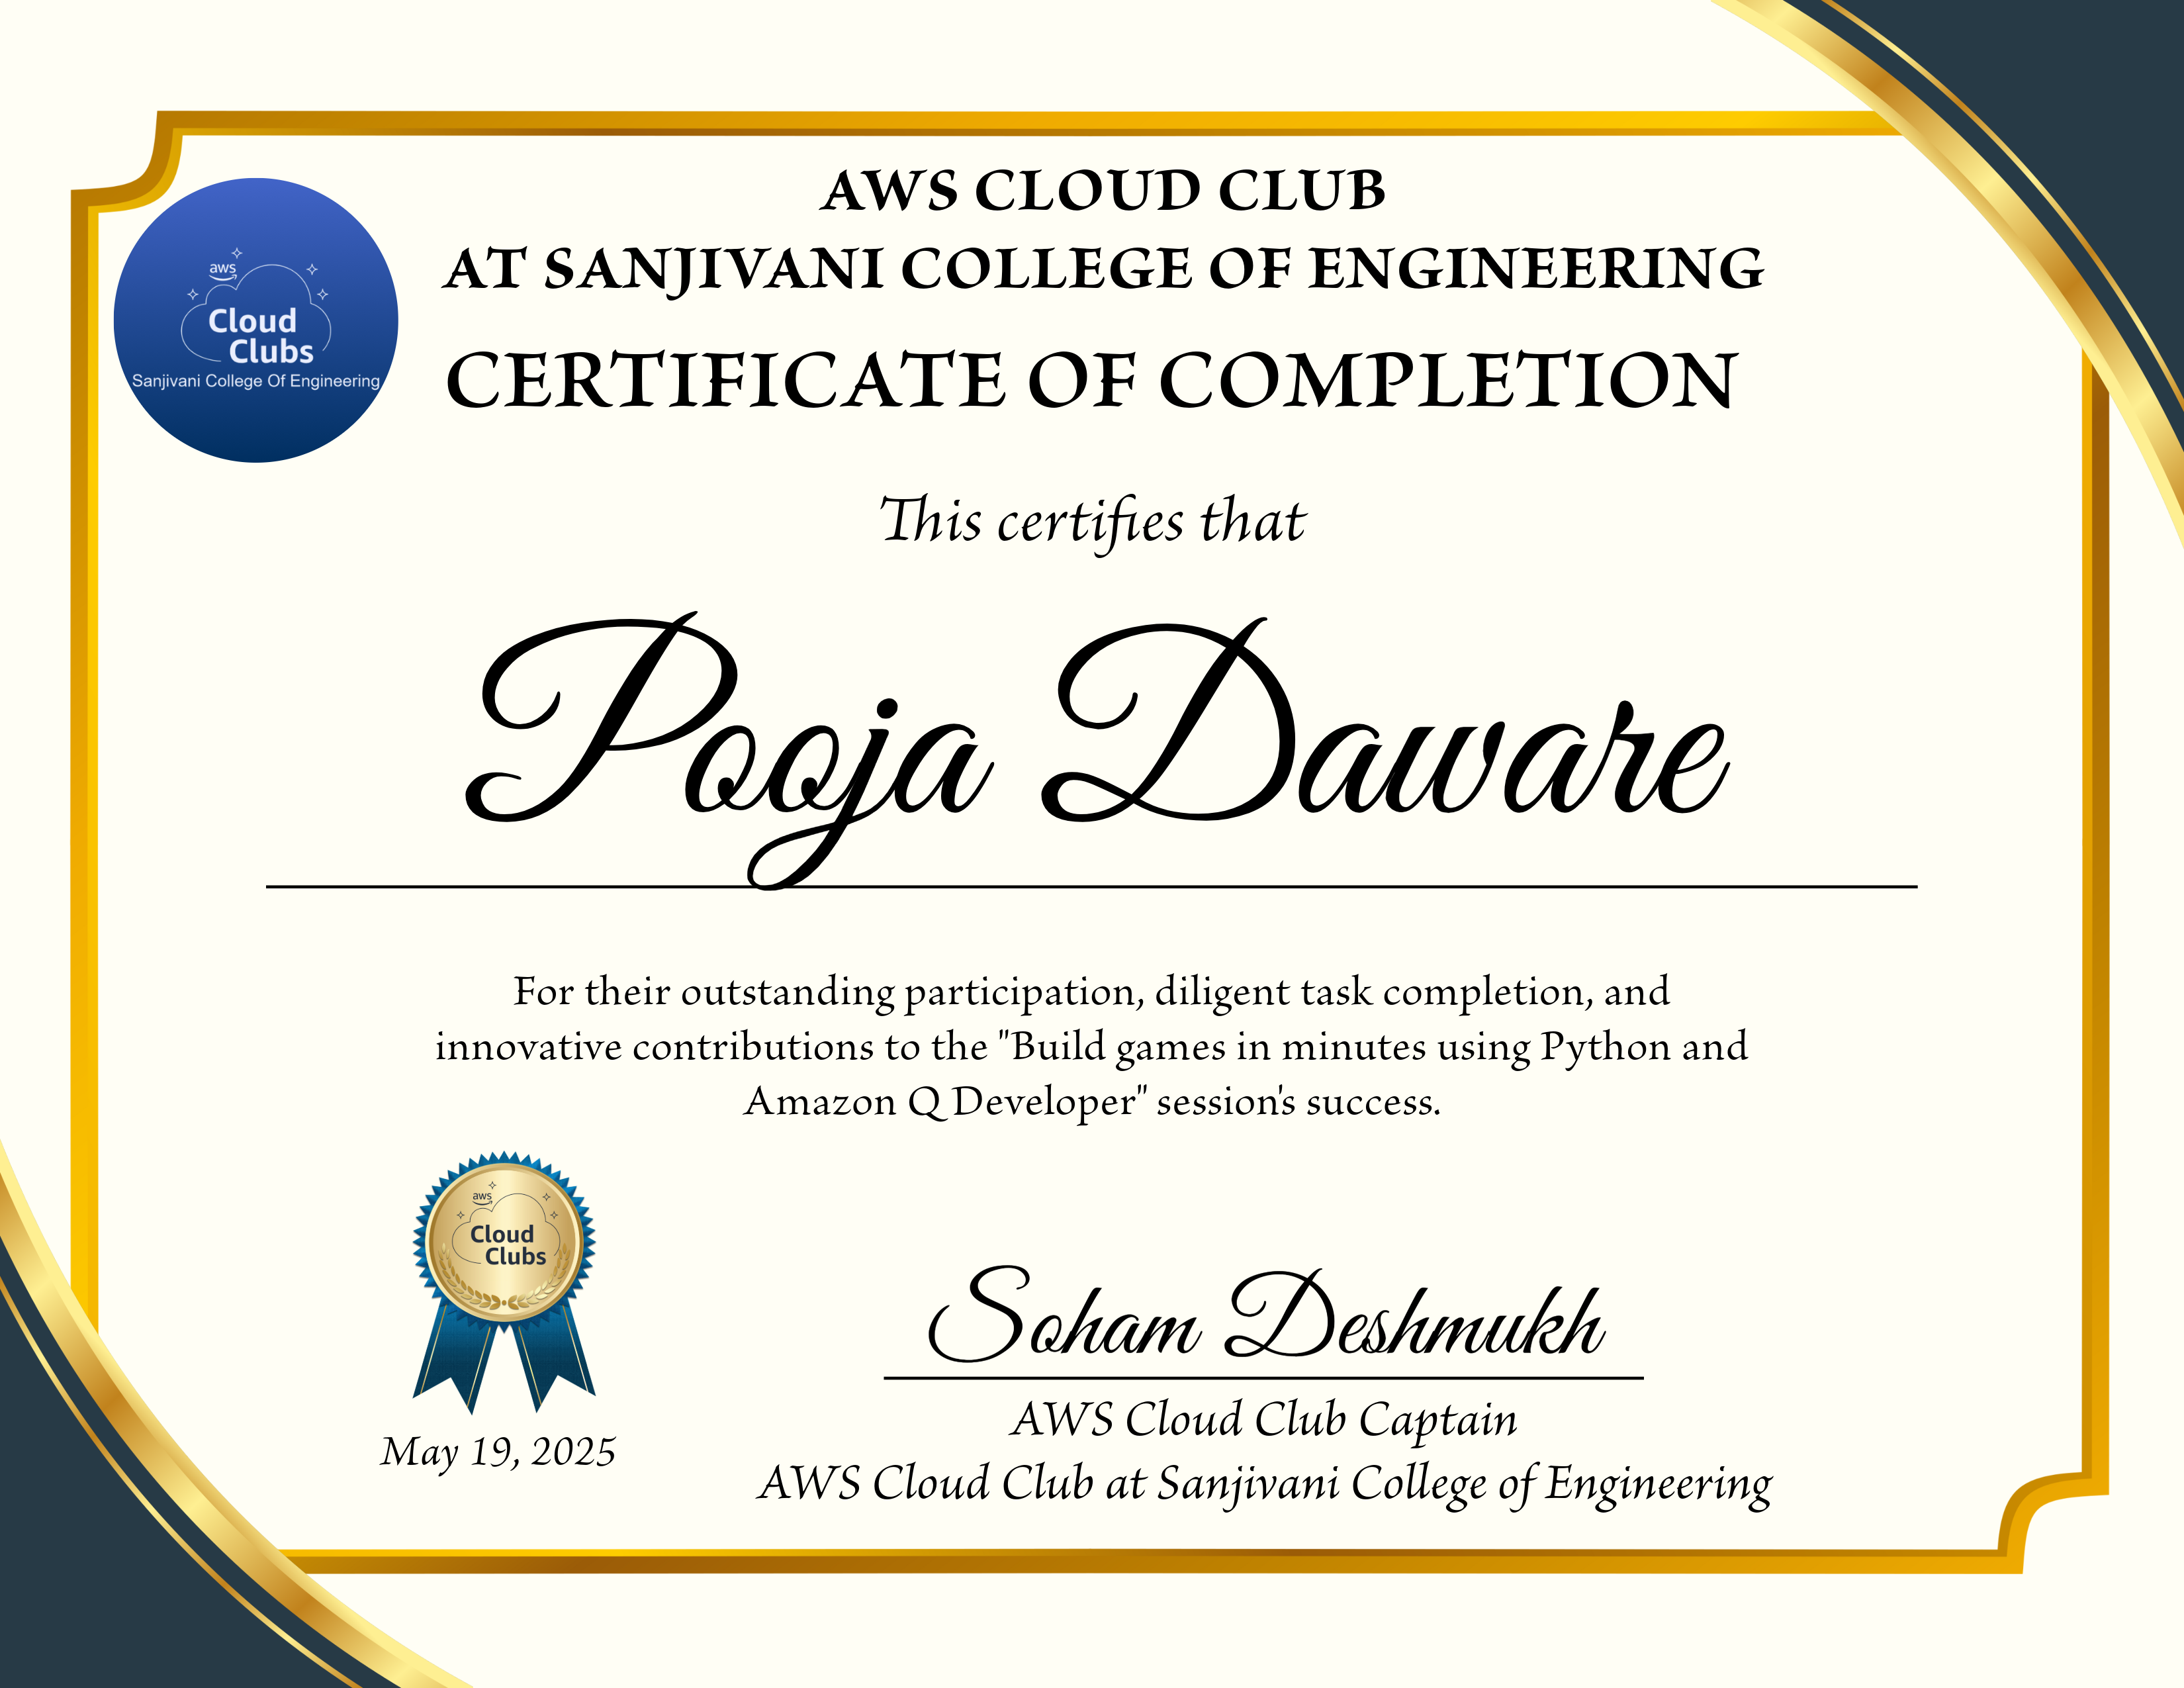 AWS CLOUD CLUB
AT SANJIVANI COLLEGE OF ENGINEERING
CERTIFICATE OF COMPLETION
aws
Cloud
Clubs
Sanjivani College Of Engineering
This certifies that
Pooja Daware
For their outstanding participation, diligent task completion, and
innovative contributions to the "Build games in minutes using Python and
Amazon Q Developer" session's success.
aws
Cloud
Clubs
May 19, 2025
Soham Deshmukh
AWS Cloud Club Captain
AWS Cloud Club at Sanjivani College of Engineering